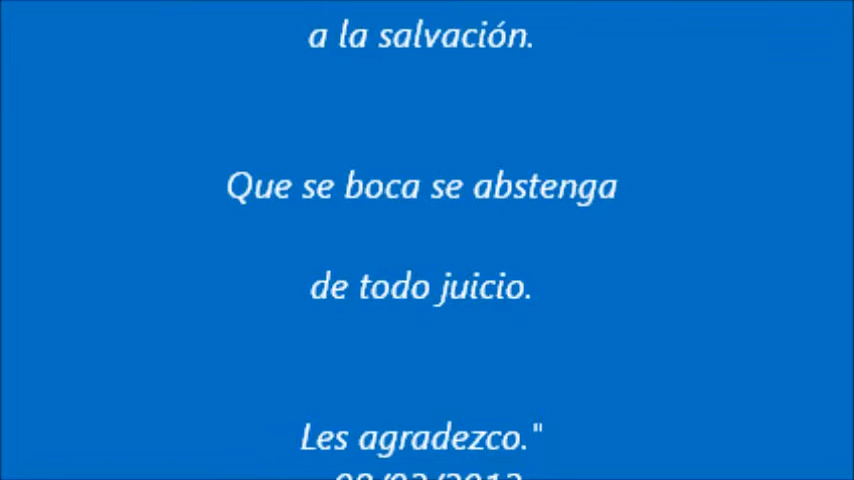 a la salvación.
Que se boca se abstenga
de todo juicio.
Les agradezco."